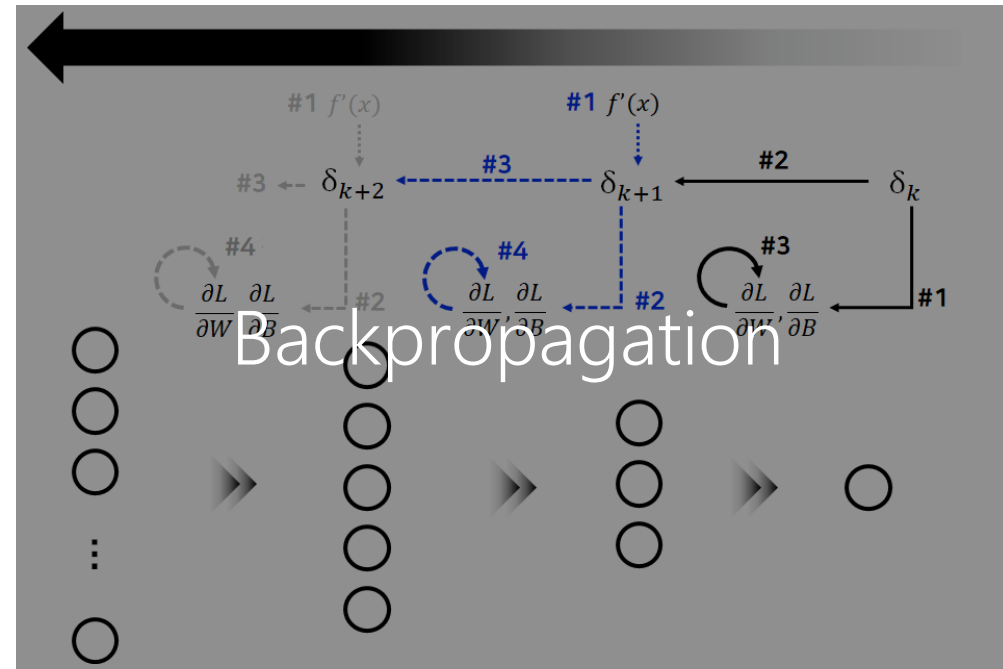 #1 f'(x) #1 f'(x)
#3 δk+2 #3 δk+1 #2 δk
#4 #4 #3
∂L/∂W, ∂L/∂B #2 ∂L/∂W, ∂L/∂B #2 ∂L/∂W, ∂L/∂B #1
Backpropagation
⋮